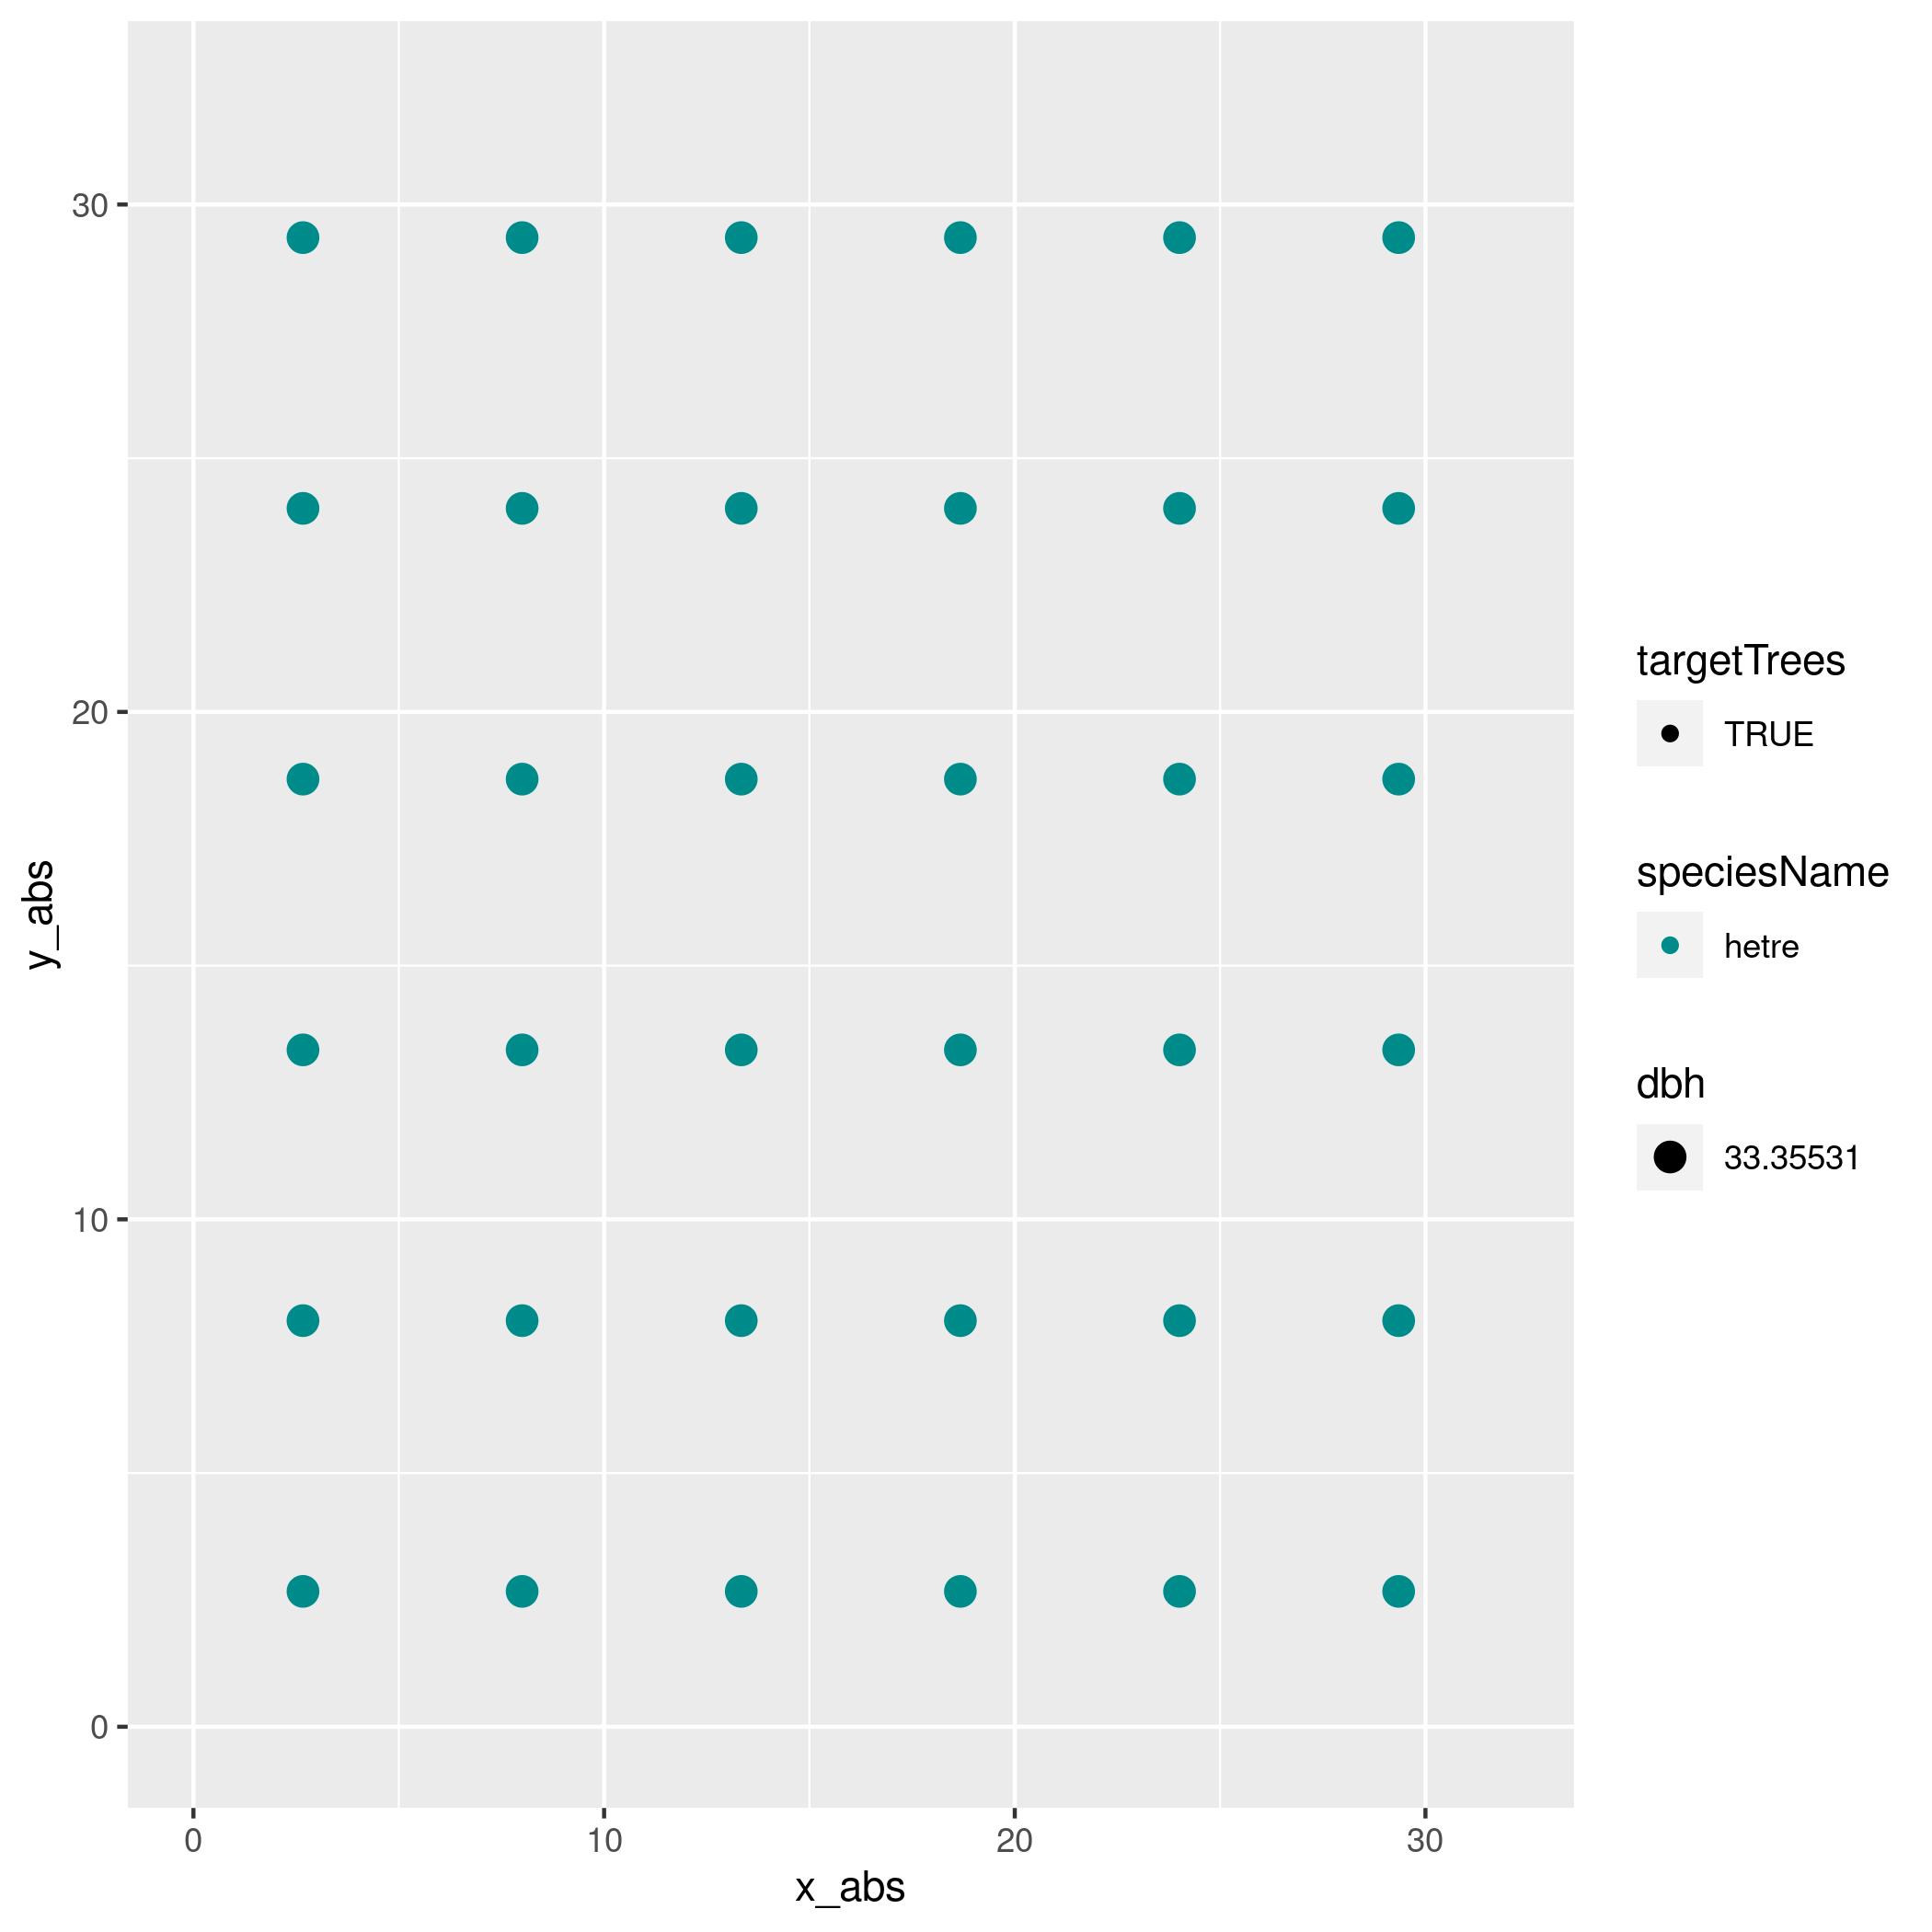 30
20
10
0
y_abs
0 10 20 30
x_abs
targetTrees
TRUE
speciesName
hetre
dbh
33.35531